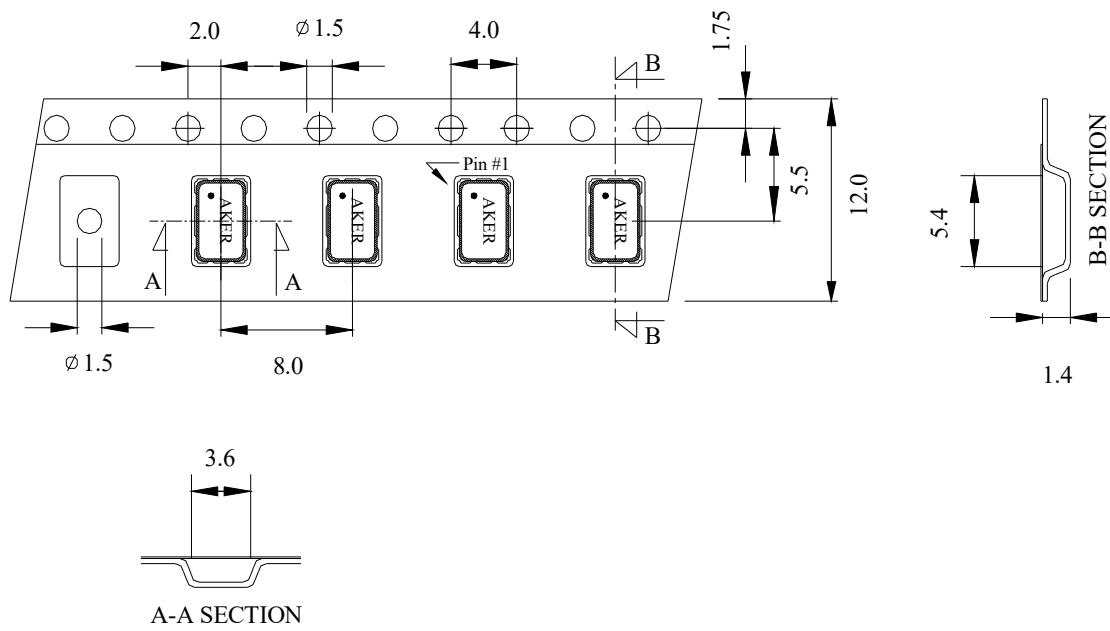 2.0
⌀ 1.5
4.0
1.75
B
Pin #1
5.5
12.0
AKER
AKER
AKER
AKER
A
A
B
⌀ 1.5
8.0
5.4
B-B SECTION
1.4
3.6
A-A SECTION